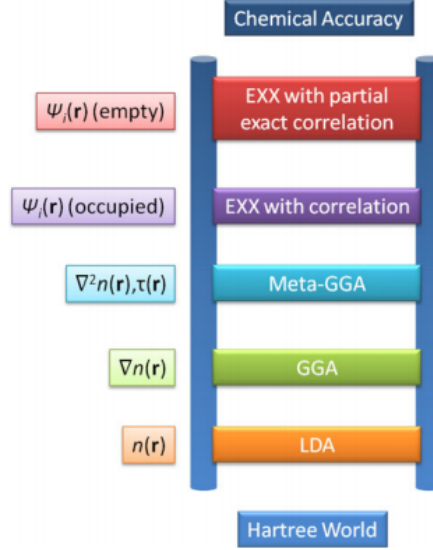 Chemical Accuracy
Ψi(r) (empty)
EXX with partial
exact correlation
Ψi(r) (occupied)
EXX with correlation
∇²n(r),τ(r)
Meta-GGA
∇n(r)
GGA
n(r)
LDA
Hartree World